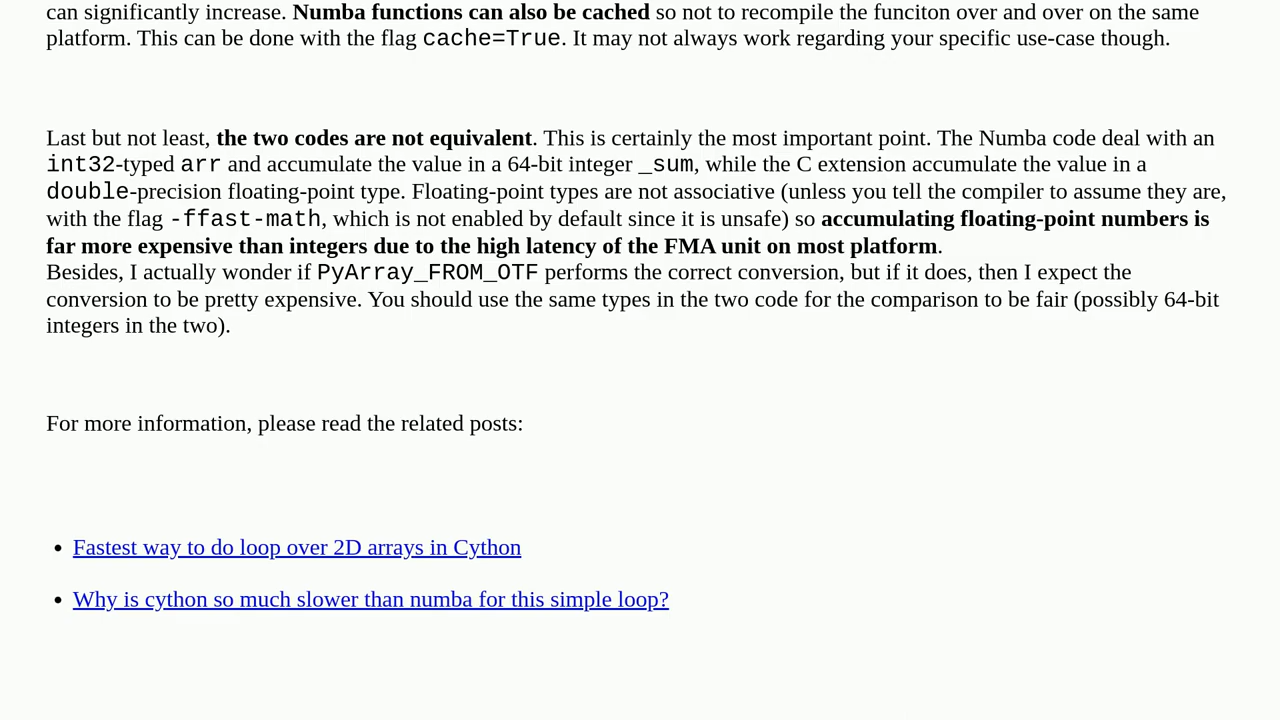 can significantly increase. Numba functions can also be cached so not to recompile the funciton over and over on the same
platform. This can be done with the flag cache=True. It may not always work regarding your specific use-case though.
Last but not least, the two codes are not equivalent. This is certainly the most important point. The Numba code deal with an
int32-typed arr and accumulate the value in a 64-bit integer _sum, while the C extension accumulate the value in a
double-precision floating-point type. Floating-point types are not associative (unless you tell the compiler to assume they are,
with the flag -ffast-math, which is not enabled by default since it is unsafe) so accumulating floating-point numbers is
far more expensive than integers due to the high latency of the FMA unit on most platform.
Besides, I actually wonder if PyArray_FROM_OTF performs the correct conversion, but if it does, then I expect the
conversion to be pretty expensive. You should use the same types in the two code for the comparison to be fair (possibly 64-bit
integers in the two).
For more information, please read the related posts:
• Fastest way to do loop over 2D arrays in Cython
• Why is cython so much slower than numba for this simple loop?